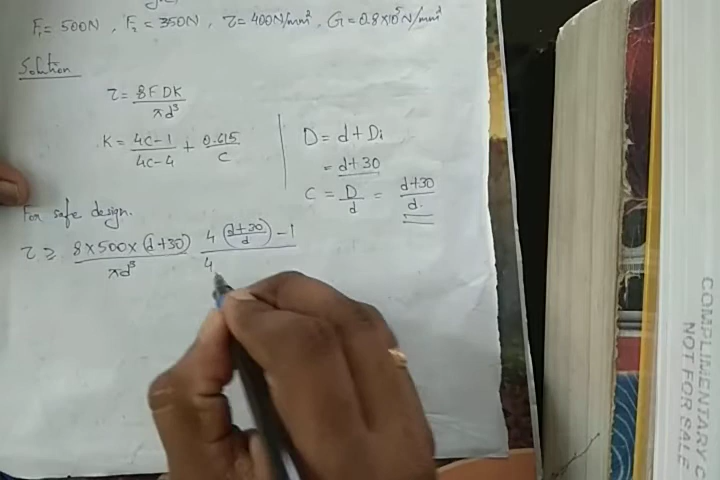 F₁ = 500N , F₂ = 350N , τ = 400N/mm² . G = 0.8×10⁵N/mm²
Solution
τ = 8FDK / πd³
K = 4C-1 / 4C-4 + 0.615 / C
D = d + Di
= d+30
C = D / d = d+30 / d.
For safe design.
τ ≥ 8×500×(d+30) / πd³ 4 (d+30 / d) -1 / 4
COMPLIMENTARY C
NOT FOR SALE